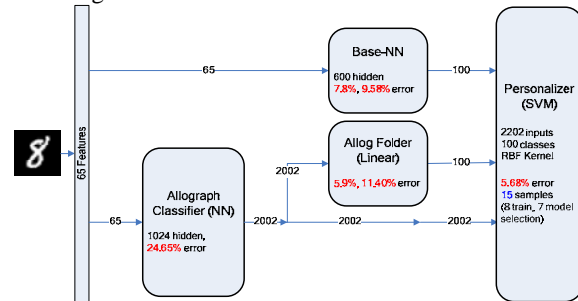 Base-NN
600 hidden
7.8%, 9.58% error
65
100
Personalizer
(SVM)
2202 inputs
100 classes
RBF Kernel
5.68% error
15 samples
(8 train, 7 model
selection)
8
65 Features
Allog Folder
(Linear)
5.9%, 11.40% error
2002
100
Allograph
Classifier (NN)
1024 hidden,
24.65% error
65
2002
2002
2002